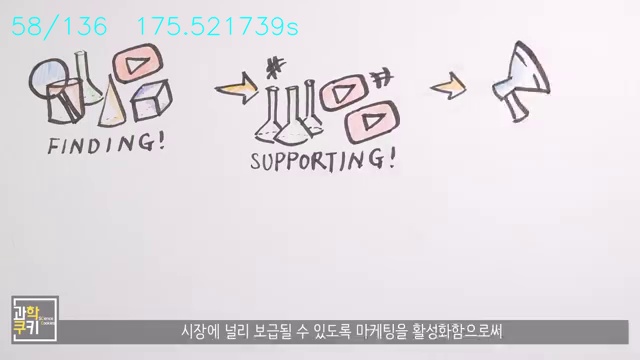 58/136 175.521739s
FINDING!
SUPPORTING!
과학
쿠키
시장에 널리 보급될 수 있도록 마케팅을 활성화함으로써